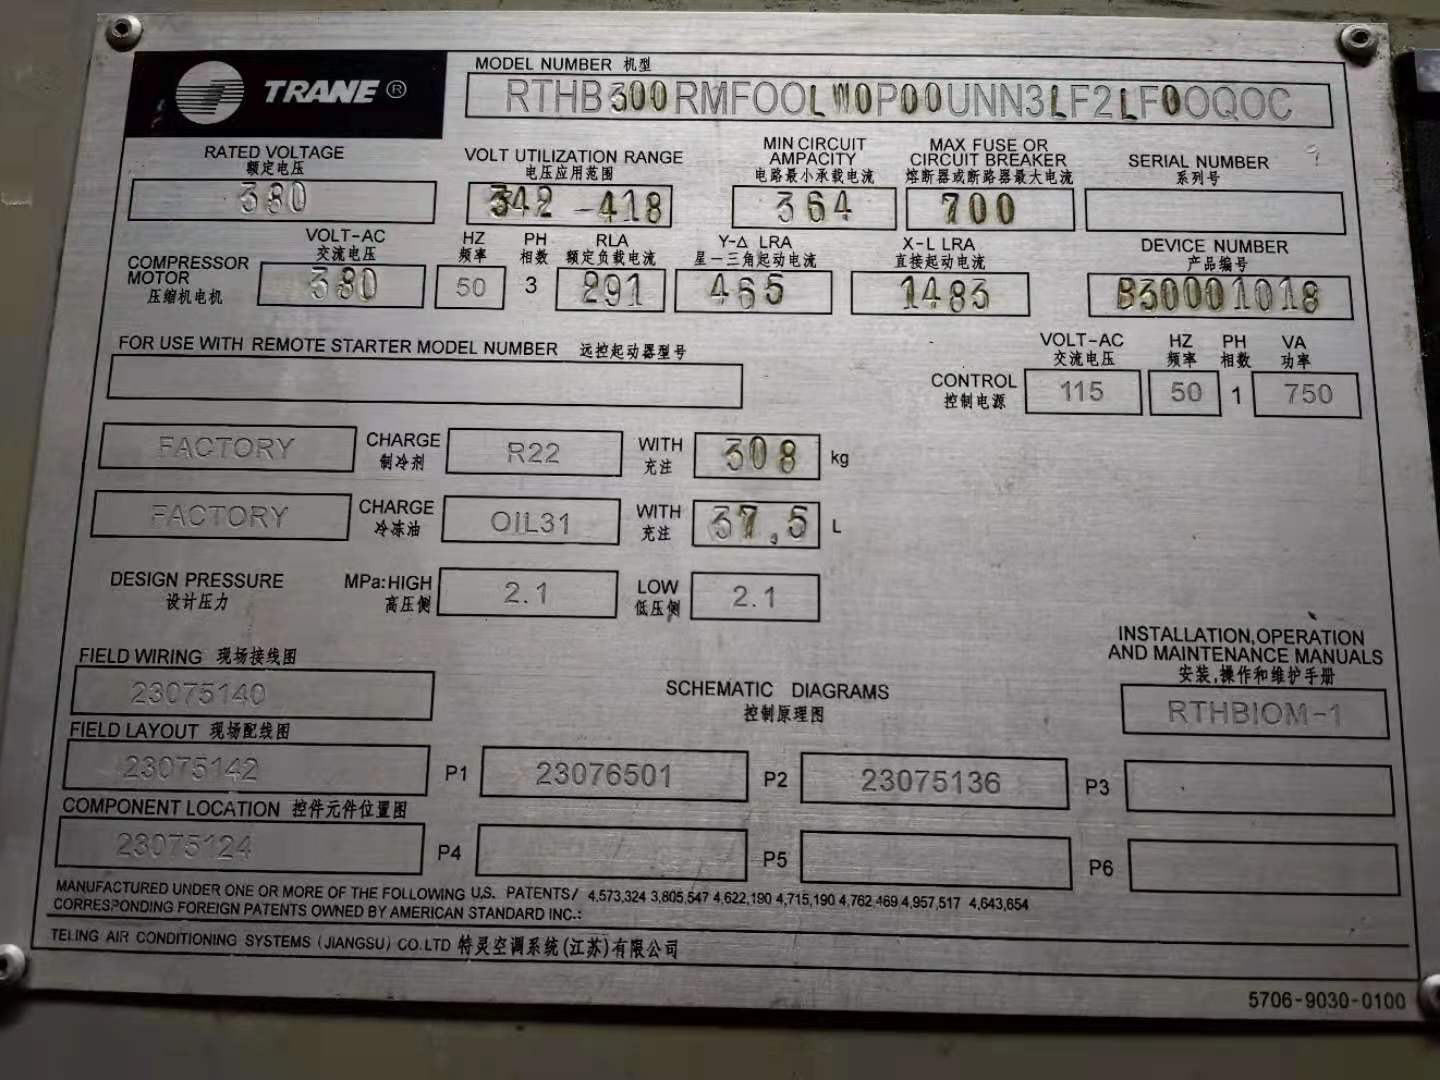 TRANE ®
MODEL NUMBER 机型
RTHB300RMFOOLW0P00UNN3LF2LF0OQOC
RATED VOLTAGE
额定电压
380
VOLT UTILIZATION RANGE
电压应用范围
342-418
MIN CIRCUIT
AMPACITY
电路最小承载电流
364
MAX FUSE OR
CIRCUIT BREAKER
熔断器或断路器最大电流
700
SERIAL NUMBER
系列号
COMPRESSOR
MOTOR
压缩机电机
VOLT-AC
交流电压
380
HZ
频率
50
PH
相数
3
RLA
额定负载电流
291
Y-Δ LRA
星一三角起动电流
465
X-L LRA
直接起动电流
1483
DEVICE NUMBER
产品编号
B30001018
FOR USE WITH REMOTE STARTER MODEL NUMBER 远控起动器型号
CONTROL
控制电源
VOLT-AC
交流电压
115
HZ
频率
50
PH
相数
1
VA
功率
750
FACTORY CHARGE 制冷剂 R22 WITH 充注 308 kg
FACTORY CHARGE 冷冻油 OIL31 WITH 充注 37.5 L
DESIGN PRESSURE 设计压力 MPa:HIGH 高压侧 2.1 LOW 低压侧 2.1
FIELD WIRING 现场接线图
23075140
SCHEMATIC DIAGRAMS
控制原理图
INSTALLATION,OPERATION
AND MAINTENANCE MANUALS
安装,操作和维护手册
RTHBIOM-1
FIELD LAYOUT 现场配线图
23075142 P1 23076501 P2 23075136 P3
COMPONENT LOCATION 控件元件位置图
23075124 P4 P5 P6
MANUFACTURED UNDER ONE OR MORE OF THE FOLLOWING U.S. PATENTS/ 4,573,324 3,805,547 4,622,190 4,715,190 4,762,469 4,957,517 4,643,654
CORRESPONDING FOREIGN PATENTS OWNED BY AMERICAN STANDARD INC.:
TELING AIR CONDITIONING SYSTEMS (JIANGSU) CO.LTD 特灵空调系统(江苏)有限公司
5706-9030-0100